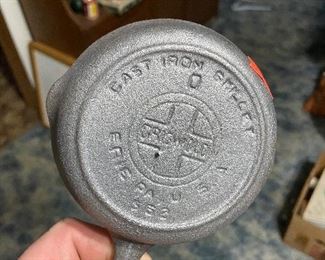 CAST IRON SKILLET
0
GRISWOLD
ERIE PA., U.S.A.
562